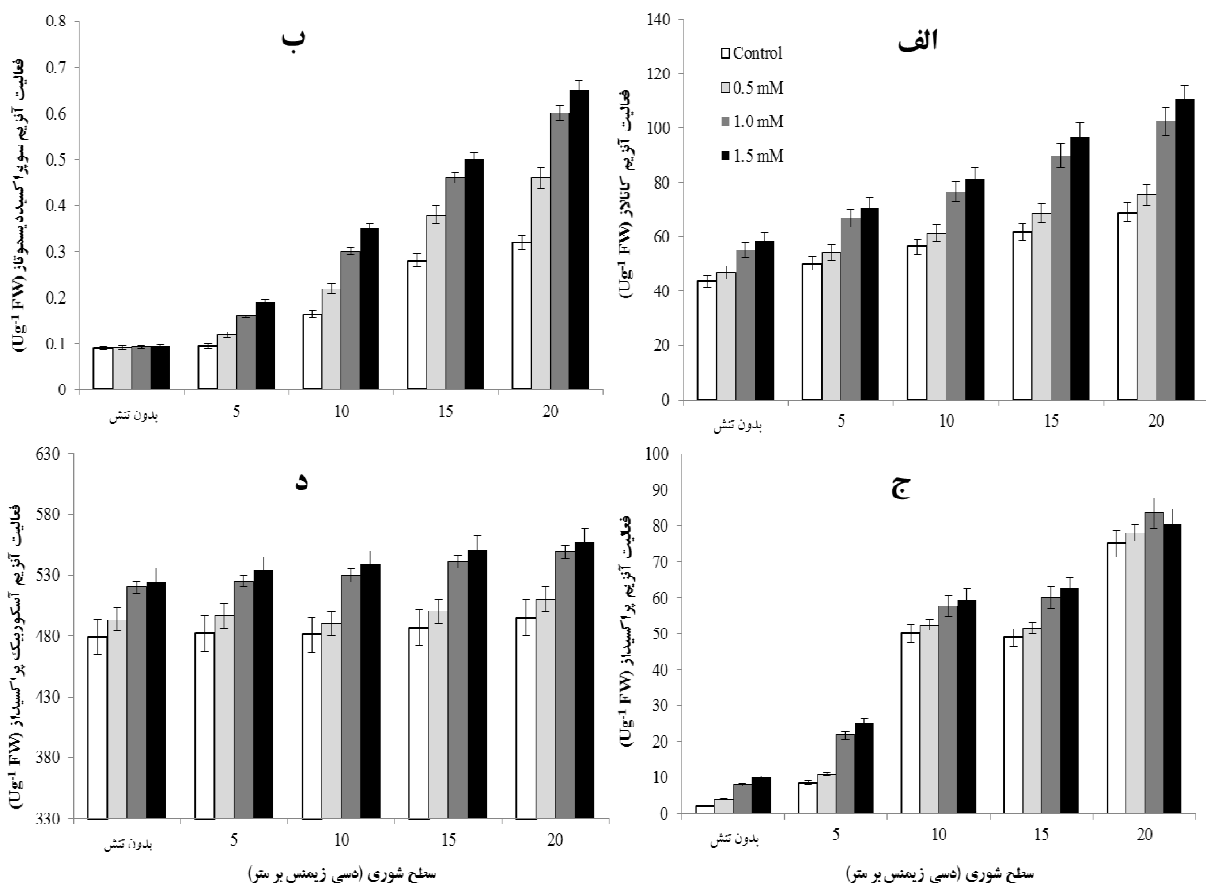 ب
فعالیت آنزیم سوپراکسیددیسموتاز (Ug-1 FW)
0.8
0.7
0.6
0.5
0.4
0.3
0.2
0.1
0
بدون تنش 5 10 15 20
الف
فعالیت آنزیم کاتالاز (Ug-1 FW)
140
120
100
80
60
40
20
0
Control
0.5 mM
1.0 mM
1.5 mM
بدون تنش 5 10 15 20
د
فعالیت آنزیم آسکوربیک پراکسیداز (Ug-1 FW)
630
580
530
480
430
380
330
بدون تنش 5 10 15 20
سطح شوری (دسی زیمنس بر متر)
ج
فعالیت آنزیم پراکسیداز (Ug-1 FW)
100
90
80
70
60
50
40
30
20
10
0
بدون تنش 5 10 15 20
سطح شوری (دسی زیمنس بر متر)